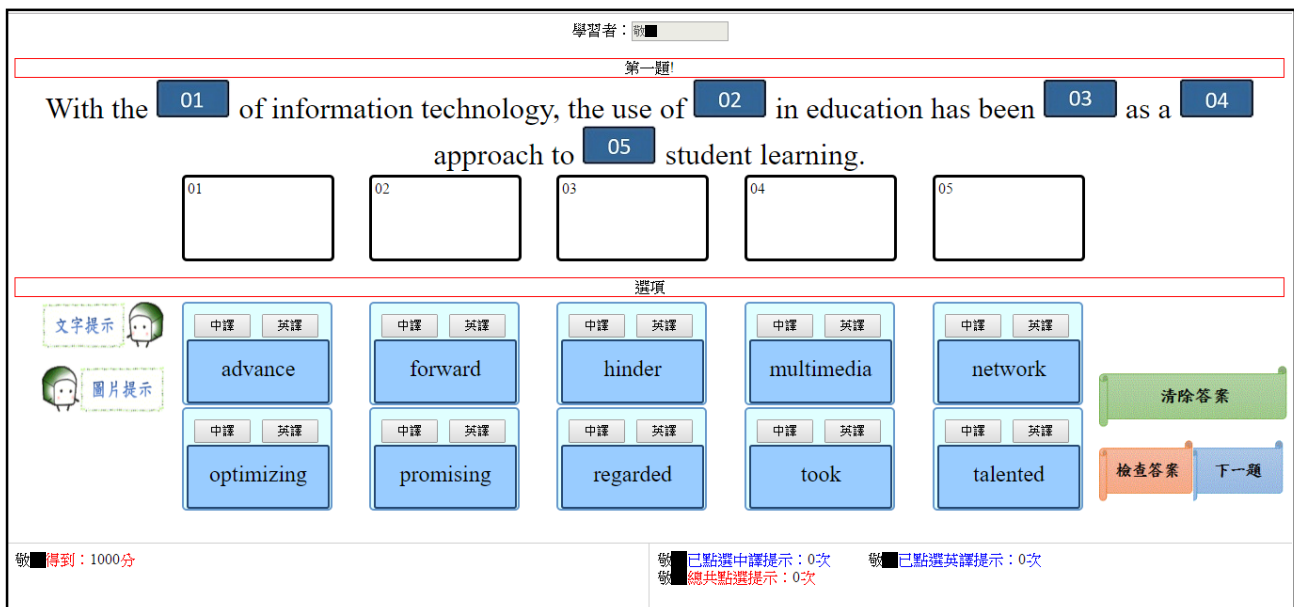 學習者：敬
第一題!
With the 01 of information technology, the use of 02 in education has been 03 as a 04
approach to 05 student learning.
01 02 03 04 05
選項
文字提示
圖片提示
中譯 英譯 中譯 英譯 中譯 英譯 中譯 英譯 中譯 英譯
advance forward hinder multimedia network
清除答案
中譯 英譯 中譯 英譯 中譯 英譯 中譯 英譯 中譯 英譯
optimizing promising regarded took talented
檢查答案 下一題
敬 得到：1000分
敬 已點選中譯提示：0次 敬 已點選英譯提示：0次
敬 總共點選提示：0次